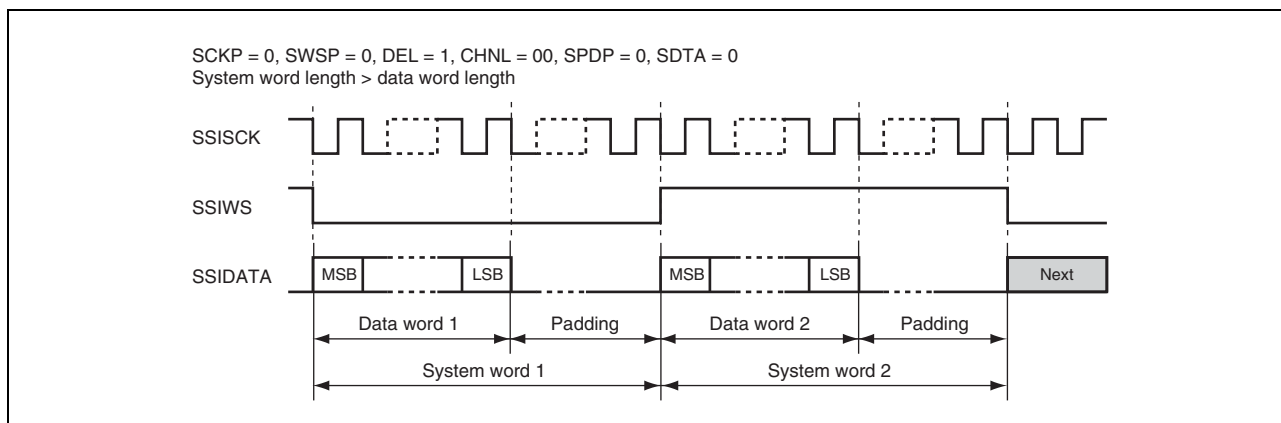 SCKP = 0, SWSP = 0, DEL = 1, CHNL = 00, SPDP = 0, SDTA = 0
System word length > data word length
SSISCK
SSIWS
SSIDATA
MSB
LSB
MSB
LSB
Next
Data word 1
Padding
Data word 2
Padding
System word 1
System word 2